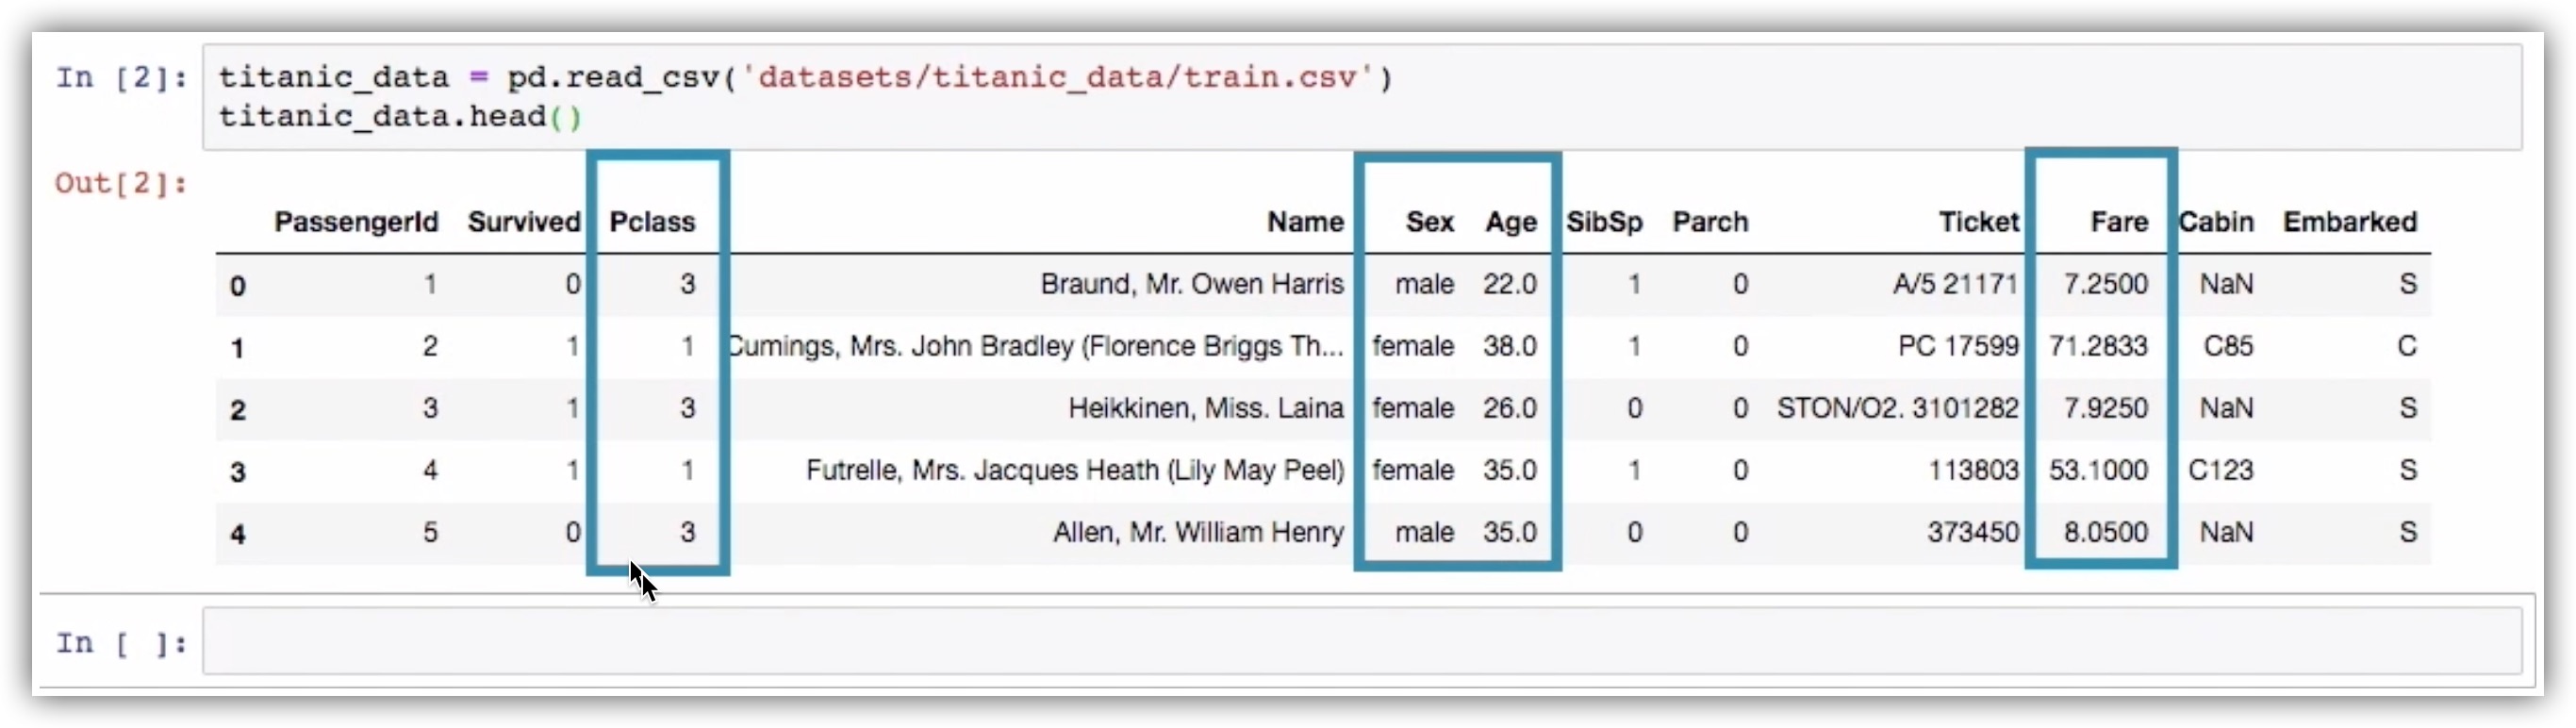 In [2]: titanic_data = pd.read_csv('datasets/titanic_data/train.csv')
titanic_data.head()
Out[2]:
PassengerId Survived Pclass Name Sex Age SibSp Parch Ticket Fare Cabin Embarked
0 1 0 3 Braund, Mr. Owen Harris male 22.0 1 0 A/5 21171 7.2500 NaN S
1 2 1 1 Cumings, Mrs. John Bradley (Florence Briggs Th... female 38.0 1 0 PC 17599 71.2833 C85 C
2 3 1 3 Heikkinen, Miss. Laina female 26.0 0 0 STON/O2. 3101282 7.9250 NaN S
3 4 1 1 Futrelle, Mrs. Jacques Heath (Lily May Peel) female 35.0 1 0 113803 53.1000 C123 S
4 5 0 3 Allen, Mr. William Henry male 35.0 0 0 373450 8.0500 NaN S
In [ ]: